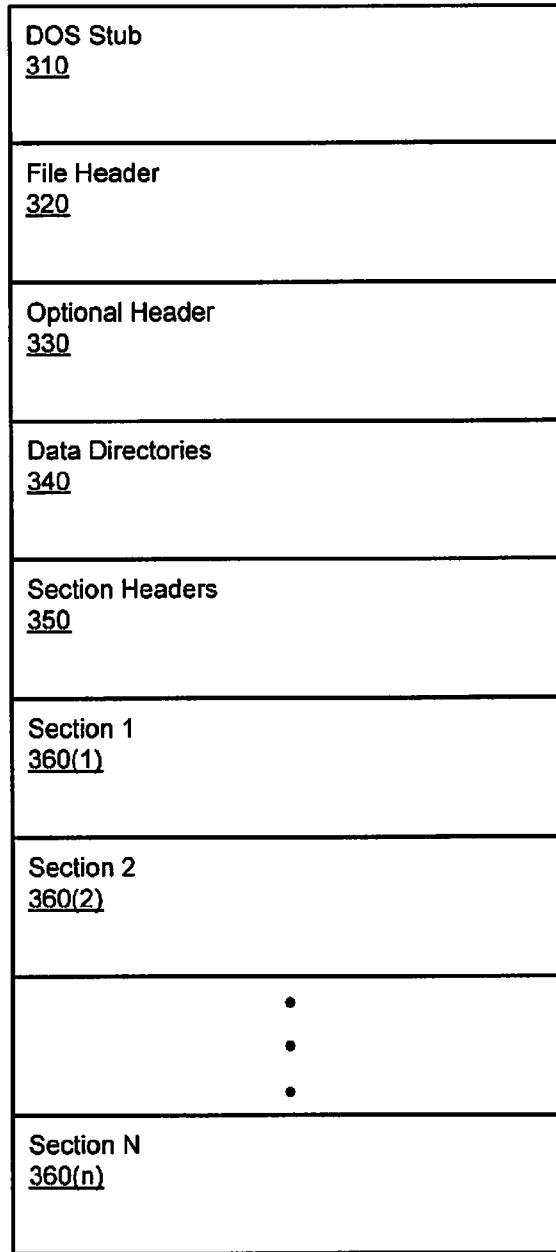 DOS Stub
310
File Header
320
Optional Header
330
Data Directories
340
Section Headers
350
Section 1
360(1)
Section 2
360(2)
Section N
360(n)